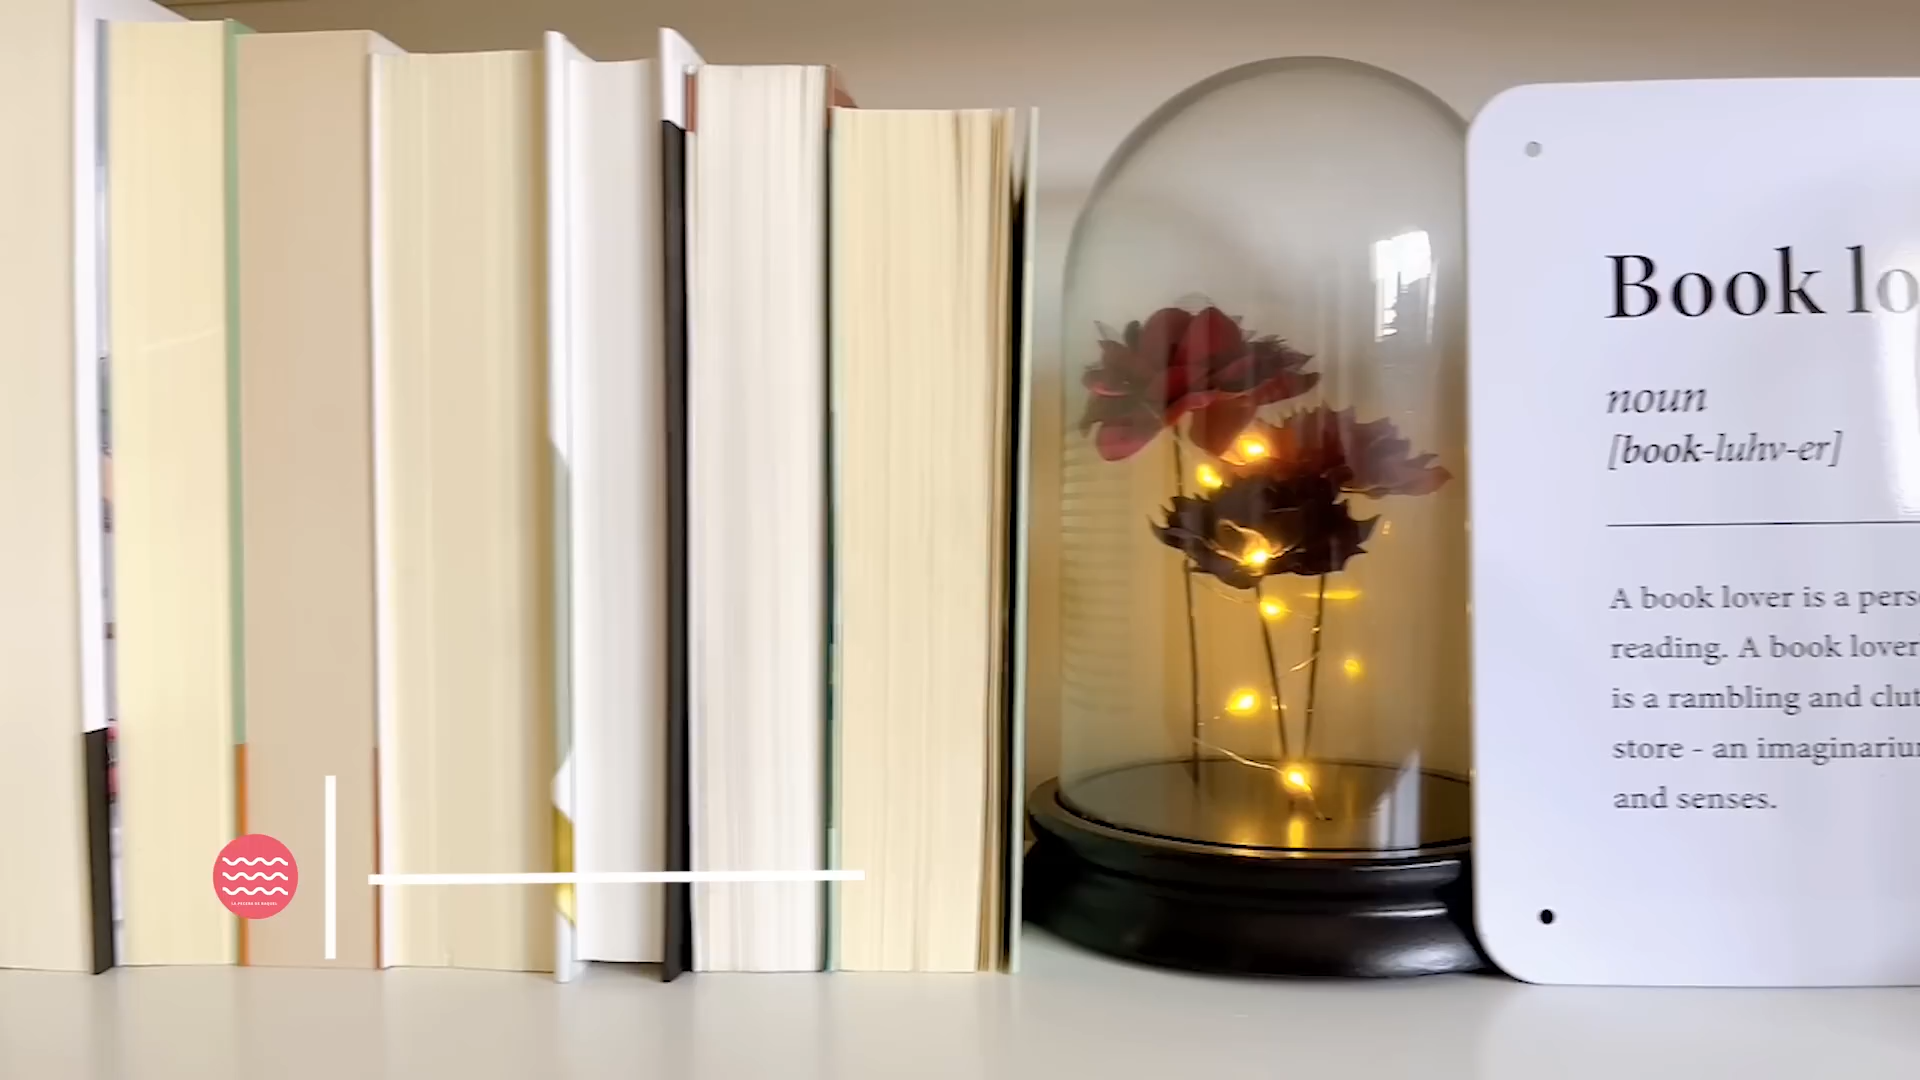 Book lo
noun
[book-luhv-er]
A book lover is a pers
reading. A book lover
is a rambling and clut
store - an imaginariu
and senses.